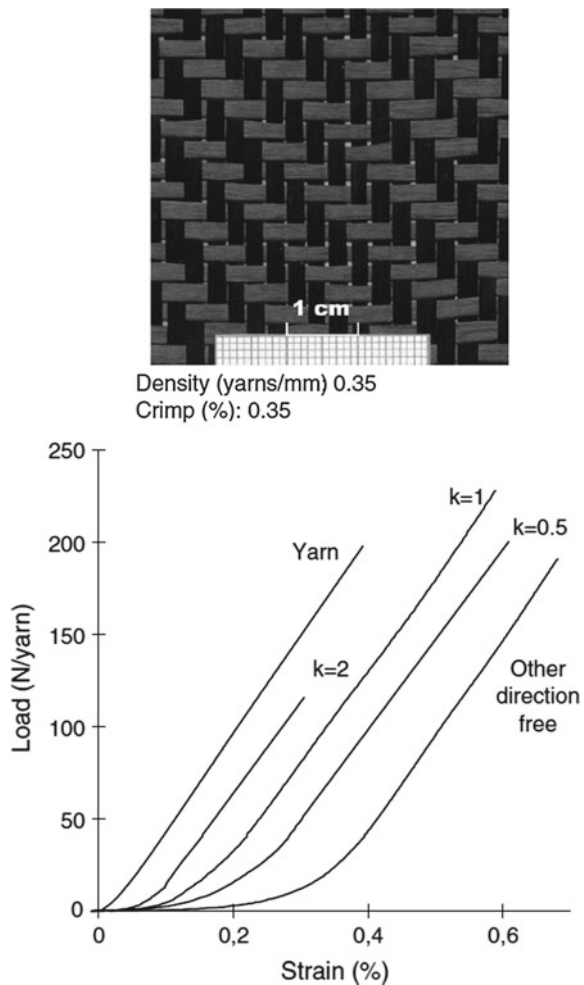 1 cm
Density (yarns/mm) 0.35
Crimp (%): 0.35
250
200
150
100
50
0
Load (N/yarn)
Yarn
k=2
k=1
k=0.5
Other
direction
free
0
0,2
0,4
0,6
Strain (%)